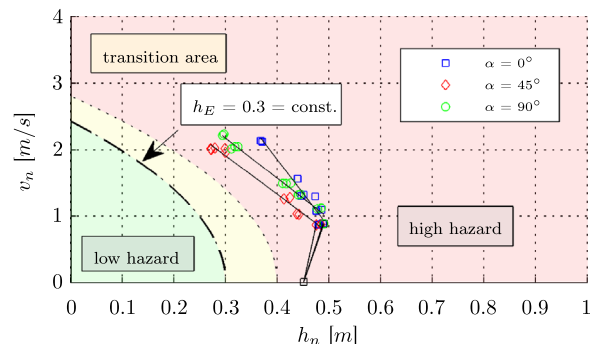 4
3
2
1
0
v_n [m/s]
transition area
h_E = 0.3 = const.
α = 0°
α = 45°
α = 90°
low hazard
high hazard
0 0.1 0.2 0.3 0.4 0.5 0.6 0.7 0.8 0.9 1
h_n [m]